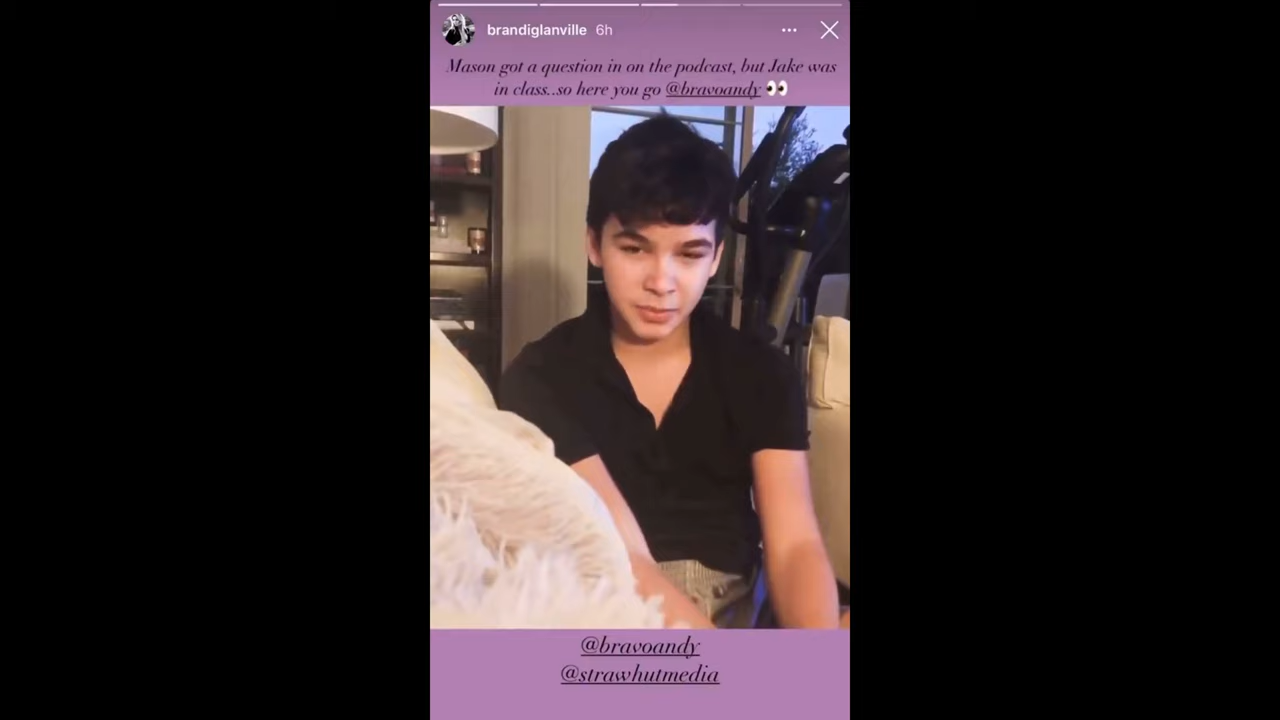 brandiglanville 6h
Mason got a question in on the podcast, but Jake was
in class..so here you go @bravoandy 👀
@bravoandy
@strawhutmedia